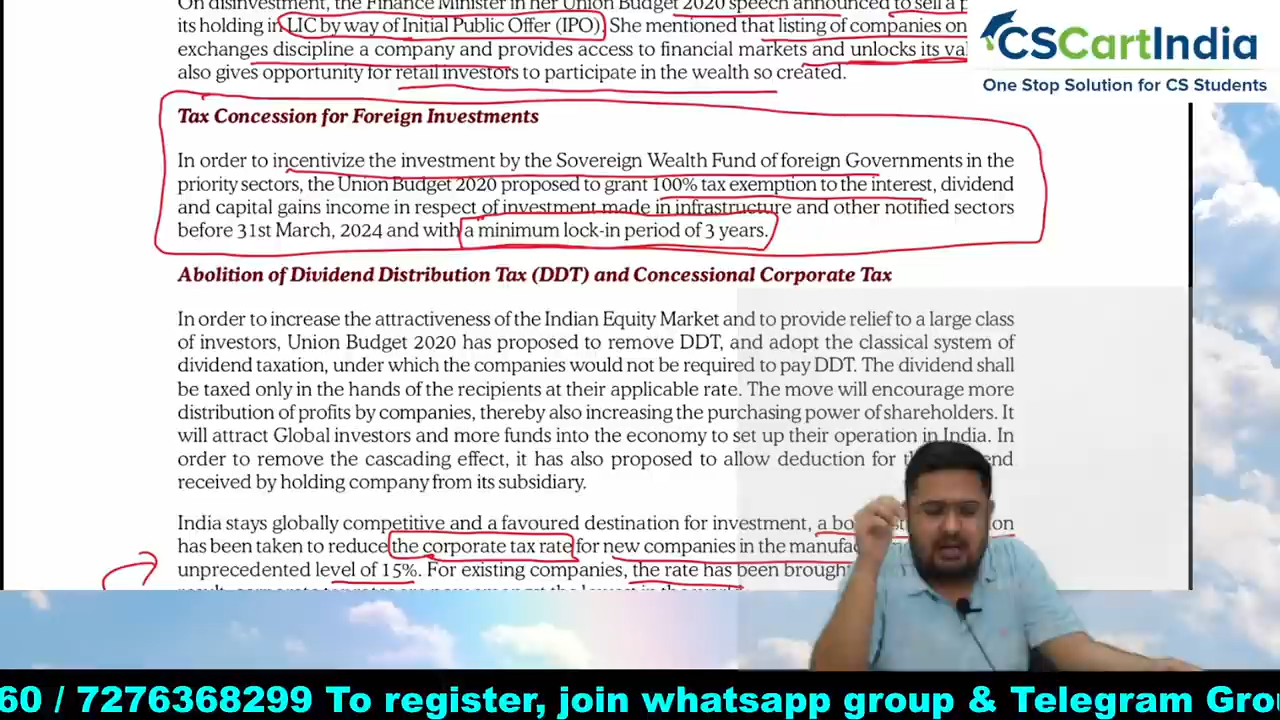 On disinvestment, the Finance Minister in her Union Budget 2020 speech announced to sell a
its holding in LIC by way of Initial Public Offer (IPO). She mentioned that listing of companies on
exchanges discipline a company and provides access to financial markets and unlocks its
also gives opportunity for retail investors to participate in the wealth so created.
CSCartIndia
One Stop Solution for CS Students
Tax Concession for Foreign Investments
In order to incentivize the investment by the Sovereign Wealth Fund of foreign Governments in the
priority sectors, the Union Budget 2020 proposed to grant 100% tax exemption to the interest, dividend
and capital gains income in respect of investment made in infrastructure and other notified sectors
before 31st March, 2024 and with a minimum lock-in period of 3 years.
Abolition of Dividend Distribution Tax (DDT) and Concessional Corporate Tax
In order to increase the attractiveness of the Indian Equity Market and to provide relief to a large class
of investors, Union Budget 2020 has proposed to remove DDT, and adopt the classical system of
dividend taxation, under which the companies would not be required to pay DDT. The dividend shall
be taxed only in the hands of the recipients at their applicable rate. The move will encourage more
distribution of profits by companies, thereby also increasing the purchasing power of shareholders. It
will attract Global investors and more funds into the economy to set up their operation in India. In
order to remove the cascading effect, it has also proposed to allow deduction for
received by holding company from its subsidiary.
India stays globally competitive and a favoured destination for investment, a
has been taken to reduce the corporate tax rate for new companies in the
unprecedented level of 15%. For existing companies, the rate has been
60 / 7276368299 To register, join whatsapp group & Telegram